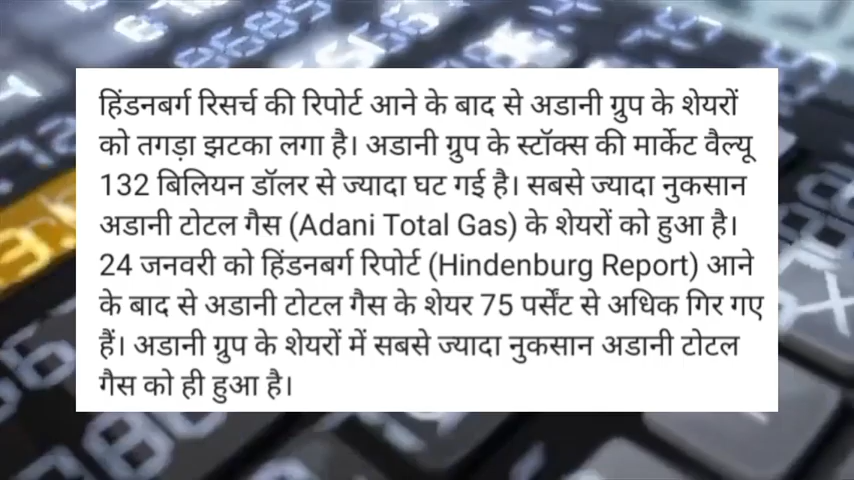 हिंडनबर्ग रिसर्च की रिपोर्ट आने के बाद से अडानी ग्रुप के शेयरों
को तगड़ा झटका लगा है। अडानी ग्रुप के स्टॉक्स की मार्केट वैल्यू
132 बिलियन डॉलर से ज्यादा घट गई है। सबसे ज्यादा नुकसान
अडानी टोटल गैस (Adani Total Gas) के शेयरों को हुआ है।
24 जनवरी को हिंडनबर्ग रिपोर्ट (Hindenburg Report) आने
के बाद से अडानी टोटल गैस के शेयर 75 पर्सेंट से अधिक गिर गए
हैं। अडानी ग्रुप के शेयरों में सबसे ज्यादा नुकसान अडानी टोटल
गैस को ही हुआ है।